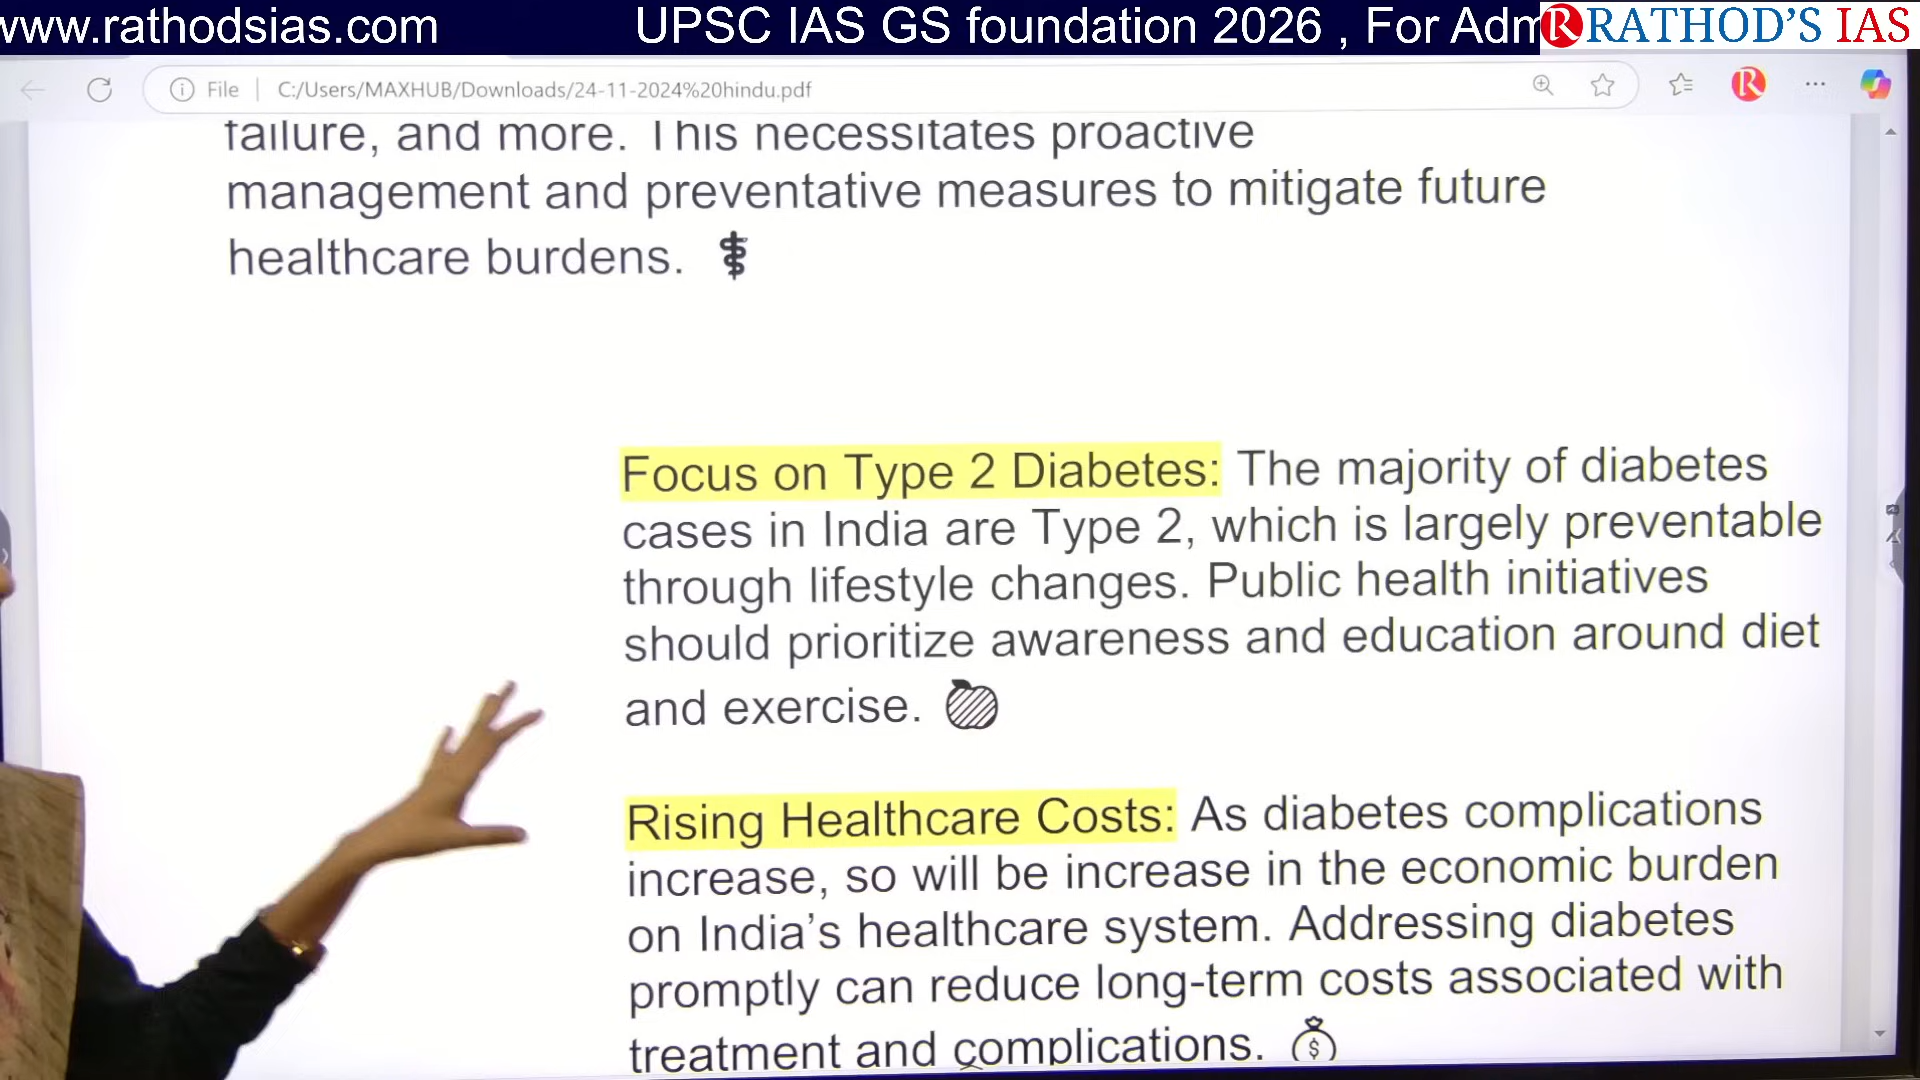 www.rathodsias.com
UPSC IAS GS foundation 2026 , For Adm
RATHOD'S IAS
File
C:/Users/MAXHUB/Downloads/24-11-2024%20hindu.pdf
failure, and more. This necessitates proactive
management and preventative measures to mitigate future
healthcare burdens.
Focus on Type 2 Diabetes: The majority of diabetes
cases in India are Type 2, which is largely preventable
through lifestyle changes. Public health initiatives
should prioritize awareness and education around diet
and exercise.
Rising Healthcare Costs: As diabetes complications
increase, so will be increase in the economic burden
on India's healthcare system. Addressing diabetes
promptly can reduce long-term costs associated with
treatment and complications.